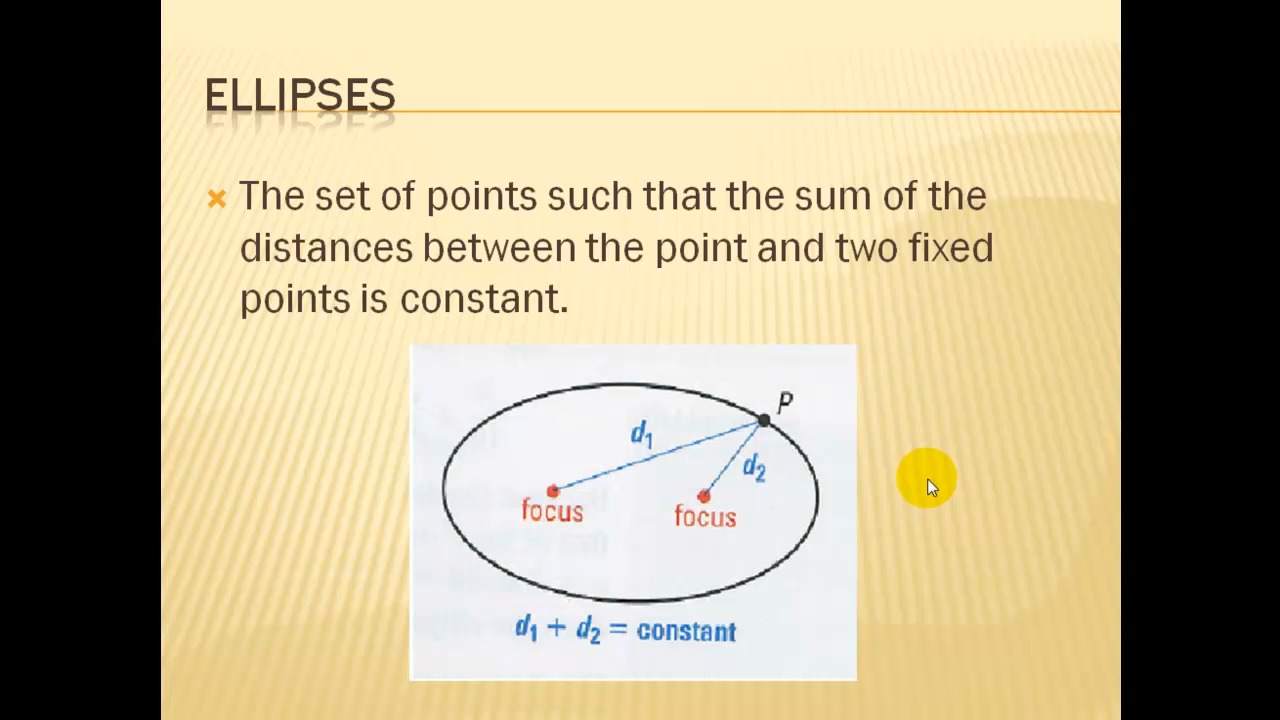 ELLIPSES
The set of points such that the sum of the
distances between the point and two fixed
points is constant.
P
d₁
d₂
focus
focus
d₁ + d₂ = constant